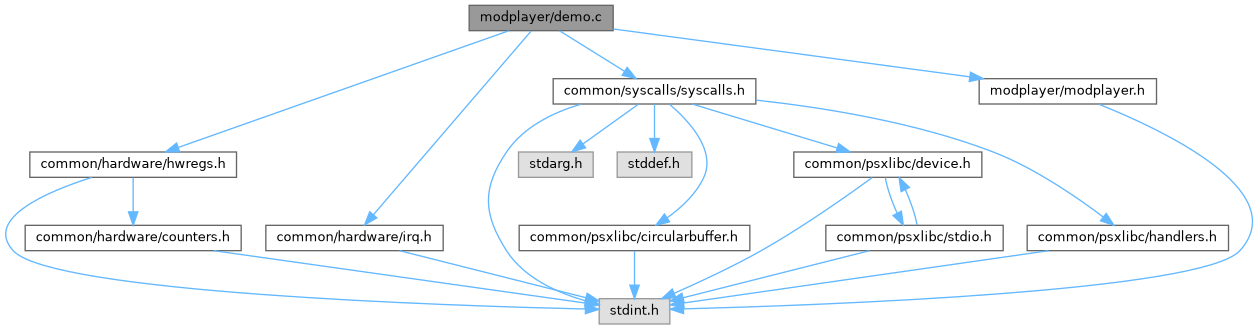 modplayer/demo.c
common/syscalls/syscalls.h
modplayer/modplayer.h
common/hardware/hwregs.h
stdarg.h
stddef.h
common/psxlibc/device.h
common/hardware/counters.h
common/hardware/irq.h
common/psxlibc/circularbuffer.h
common/psxlibc/stdio.h
common/psxlibc/handlers.h
stdint.h